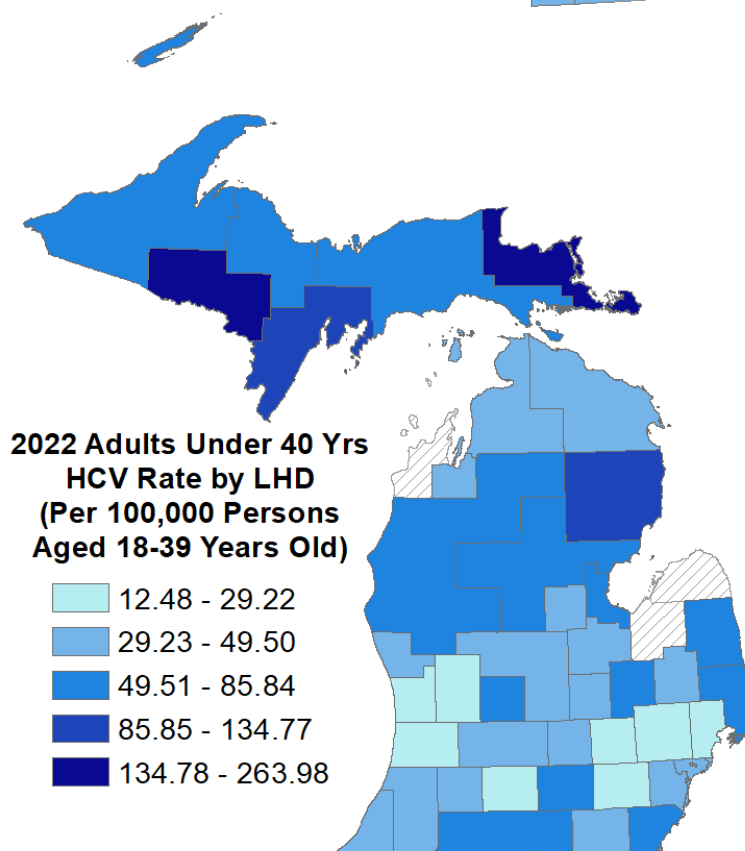 2022 Adults Under 40 Yrs
HCV Rate by LHD
(Per 100,000 Persons
Aged 18-39 Years Old)
12.48 - 29.22
29.23 - 49.50
49.51 - 85.84
85.85 - 134.77
134.78 - 263.98